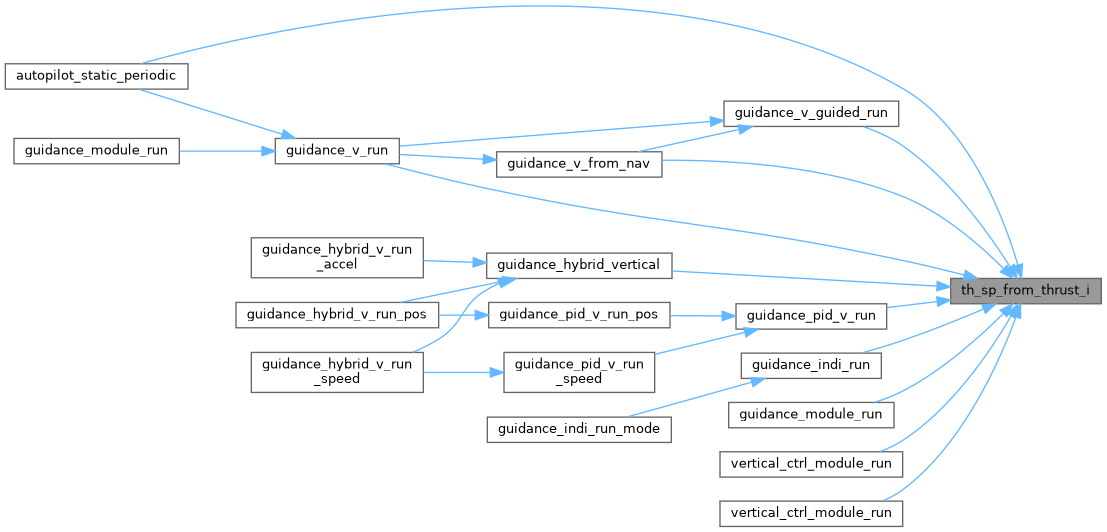 autopilot_static_periodic
guidance_module_run
guidance_v_run
guidance_v_guided_run
guidance_v_from_nav
guidance_hybrid_v_run
_accel
guidance_hybrid_vertical
guidance_hybrid_v_run_pos
guidance_pid_v_run_pos
guidance_pid_v_run
guidance_hybrid_v_run
_speed
guidance_pid_v_run
_speed
guidance_indi_run
guidance_indi_run_mode
guidance_module_run
vertical_ctrl_module_run
vertical_ctrl_module_run
th_sp_from_thrust_i